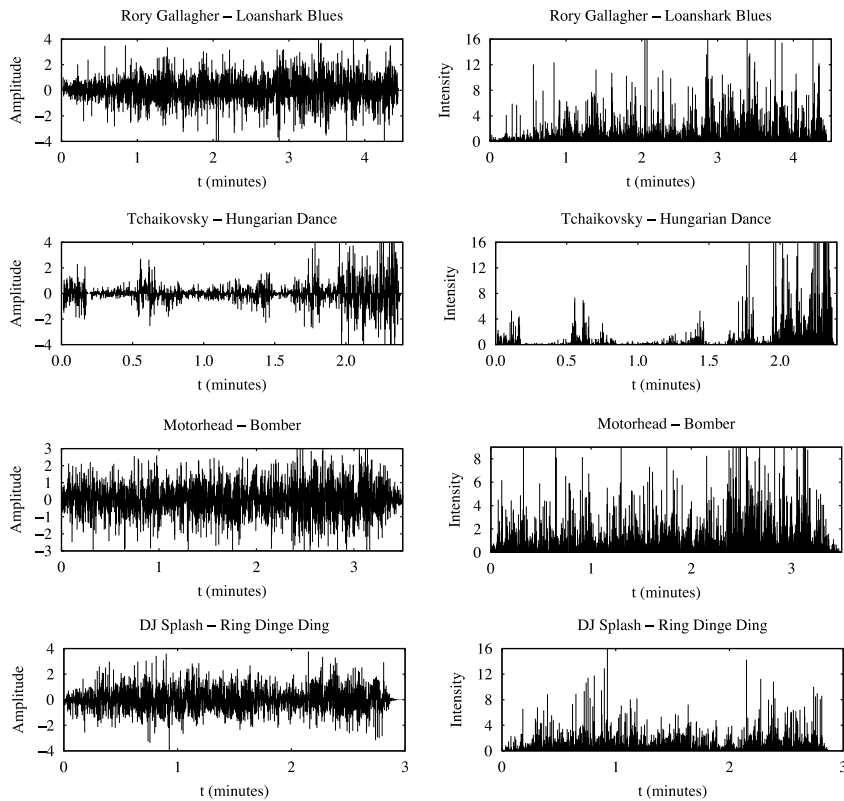 Rory Gallagher – Loanshark Blues
Amplitude
4
2
0
−2
−4
0 1 2 3 4
t (minutes)
Rory Gallagher – Loanshark Blues
Intensity
16
12
8
4
0
0 1 2 3 4
t (minutes)
Tchaikovsky – Hungarian Dance
Amplitude
4
2
0
−2
−4
0.0 0.5 1.0 1.5 2.0
t (minutes)
Tchaikovsky – Hungarian Dance
Intensity
16
12
8
4
0
0.0 0.5 1.0 1.5 2.0
t (minutes)
Motorhead – Bomber
Amplitude
3
2
1
0
−1
−2
−3
0 1 2 3
t (minutes)
Motorhead – Bomber
Intensity
8
6
4
2
0
0 1 2 3
t (minutes)
DJ Splash – Ring Dinge Ding
Amplitude
4
2
0
−2
−4
0 1 2 3
t (minutes)
DJ Splash – Ring Dinge Ding
Intensity
16
12
8
4
0
0 1 2 3
t (minutes)